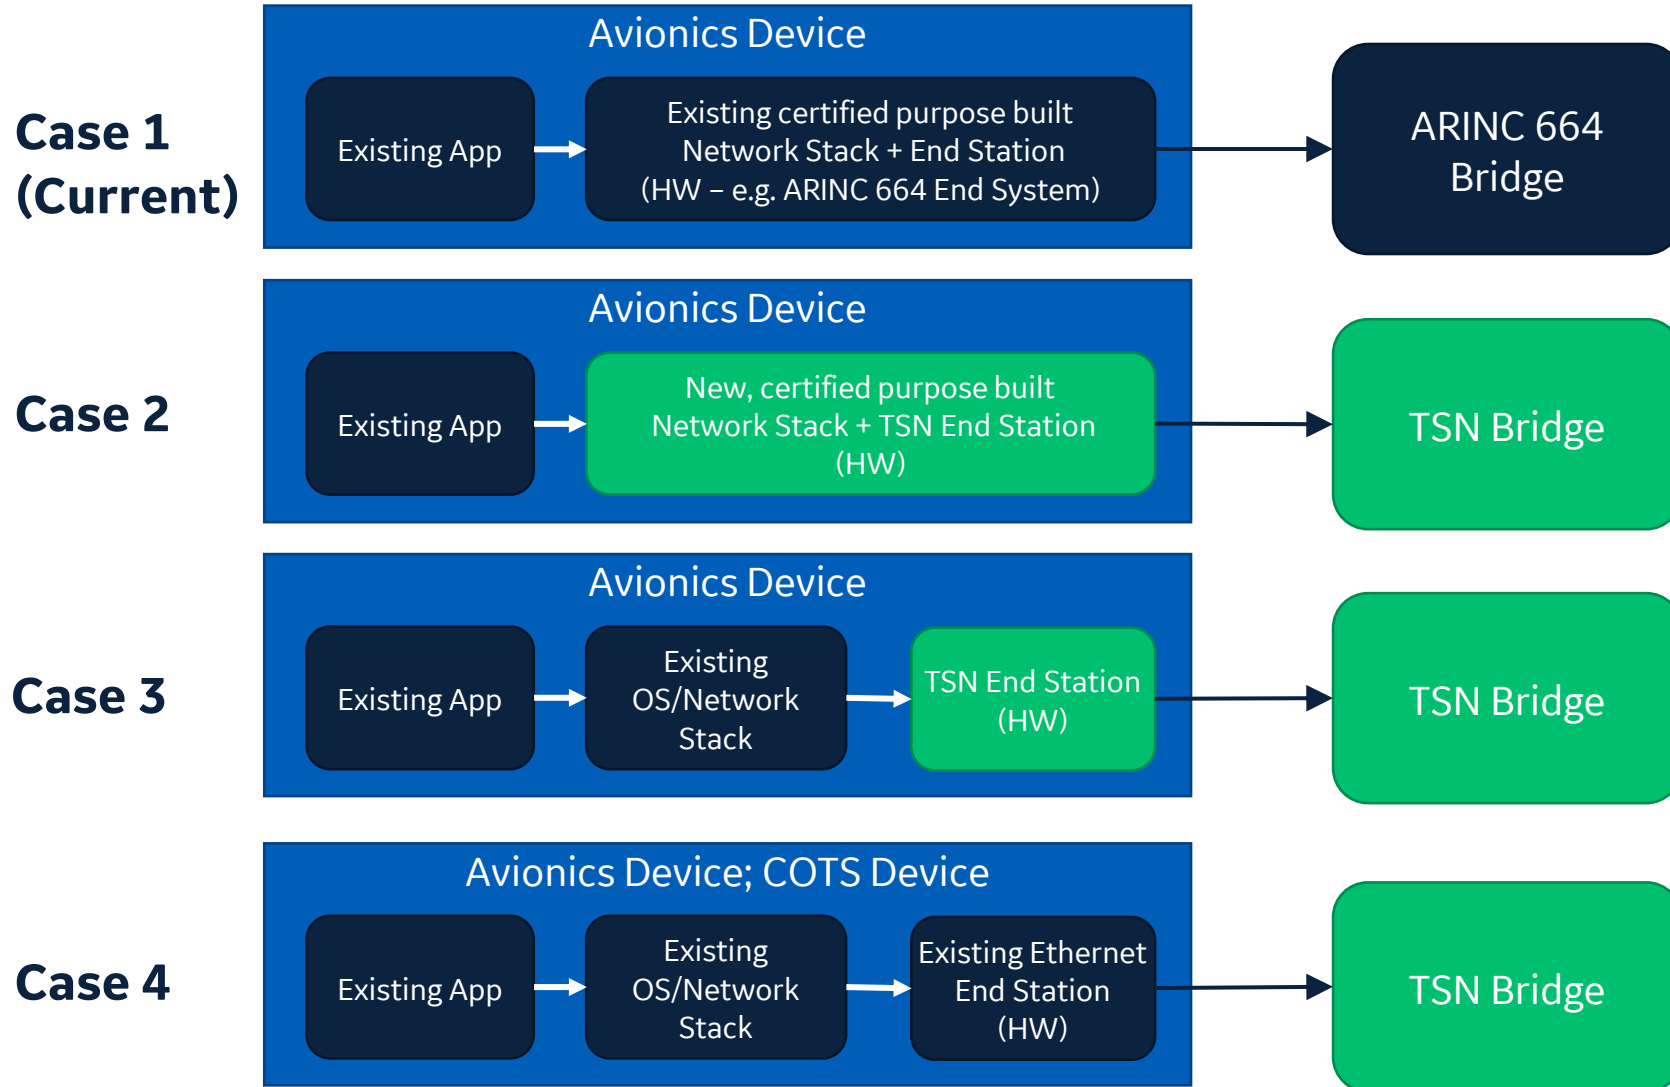 Case 1
(Current)
Avionics Device
Existing App
Existing certified purpose built
Network Stack + End Station
(HW – e.g. ARINC 664 End System)
ARINC 664
Bridge
Case 2
Avionics Device
Existing App
New, certified purpose built
Network Stack + TSN End Station
(HW)
TSN Bridge
Case 3
Avionics Device
Existing App
Existing
OS/Network
Stack
TSN End Station
(HW)
TSN Bridge
Case 4
Avionics Device; COTS Device
Existing App
Existing
OS/Network
Stack
Existing Ethernet
End Station
(HW)
TSN Bridge